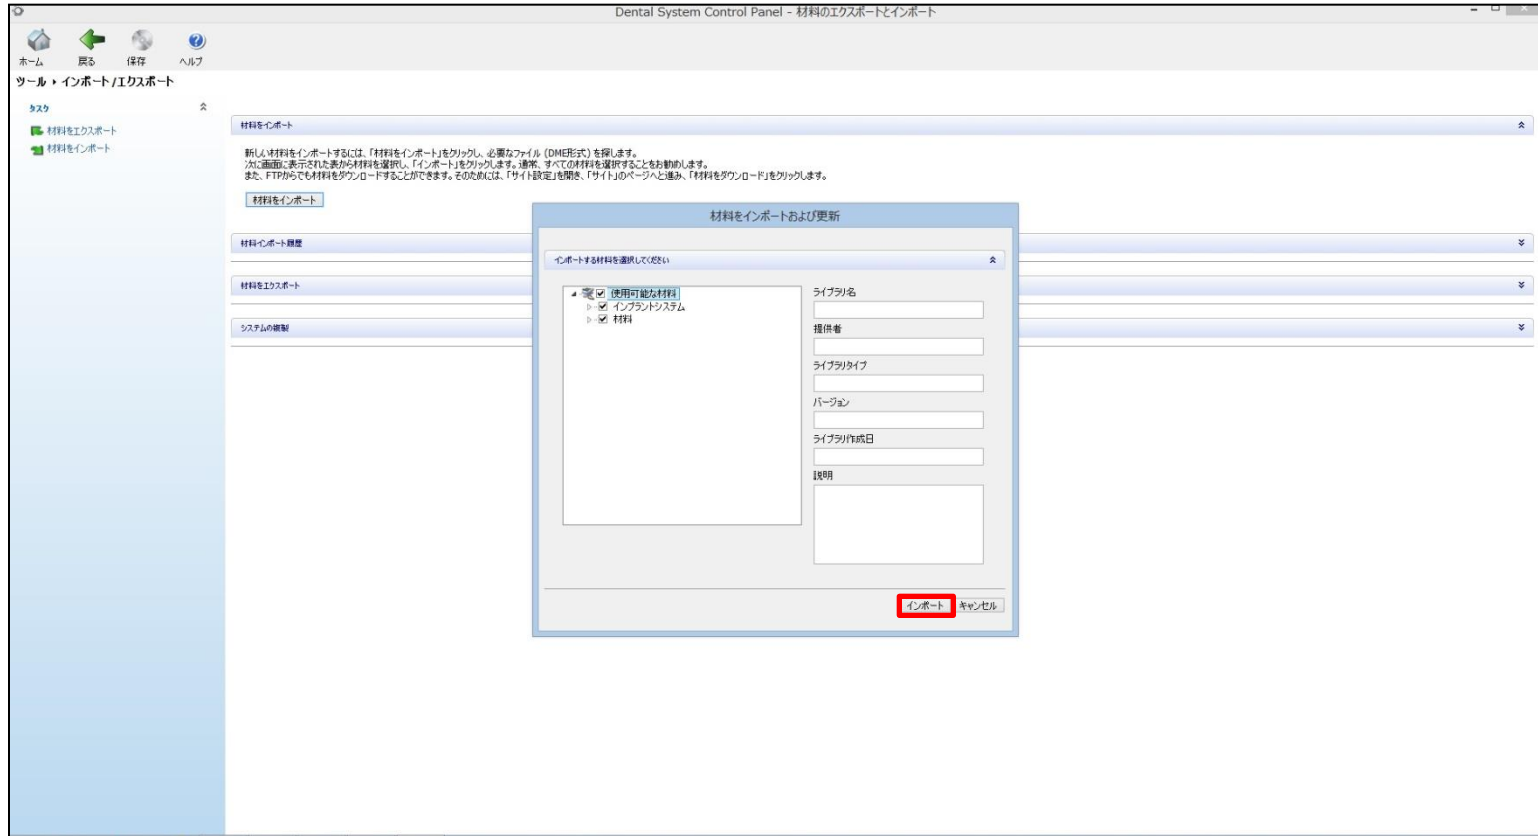 Dental System Control Panel - 材料のエクスポートとインポート
ホーム 戻る 保存 ヘルプ
ツール ▸ インポート/エクスポート
タスク
材料をエクスポート
材料をインポート
材料をインポート
新しい材料をインポートするには、「材料をインポート」をクリックし、必要なファイル (DME形式) を探します。
次に画面に表示された表から材料を選択し、「インポート」をクリックします。通常、すべての材料を選択することをお勧めします。
また、FTPからでも材料をダウンロードすることができます。そのためには、「サイト設定」を開き、「サイト」のページへと進み、「材料をダウンロード」をクリックします。
材料をインポート
材料インポート履歴
材料をエクスポート
システムの複製
材料をインポートおよび更新
インポートする材料を選択してください
使用可能な材料
インプラントシステム
材料
ライブラリ名
提供者
ライブラリタイプ
バージョン
ライブラリ作成日
説明
インポート キャンセル